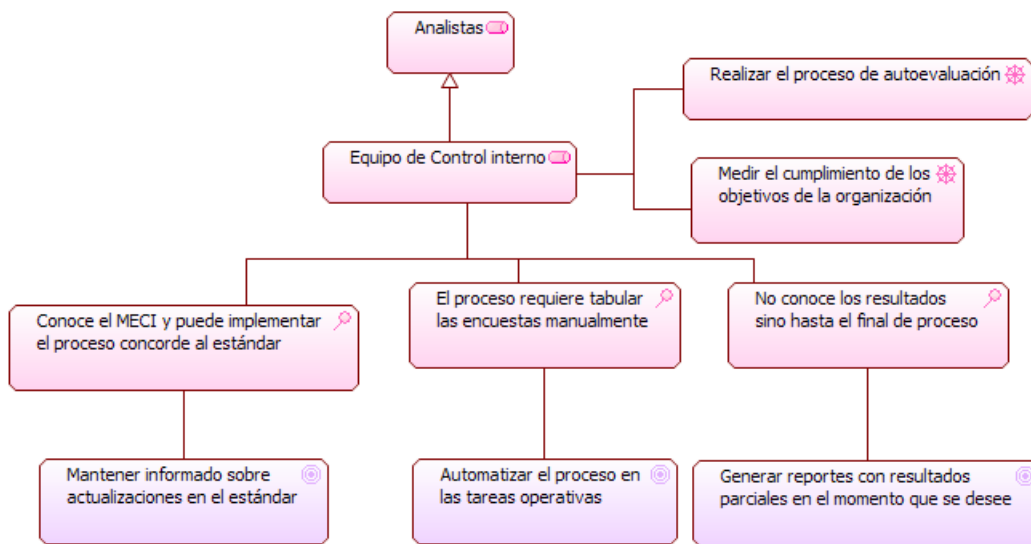 Analistas
Realizar el proceso de autoevaluación
Equipo de Control interno
Medir el cumplimiento de los
objetivos de la organización
Conoce el MECI y puede implementar
el proceso concorde al estándar
El proceso requiere tabular
las encuestas manualmente
No conoce los resultados
sino hasta el final de proceso
Mantener informado sobre
actualizaciones en el estándar
Automatizar el proceso en
las tareas operativas
Generar reportes con resultados
parciales en el momento que se desee